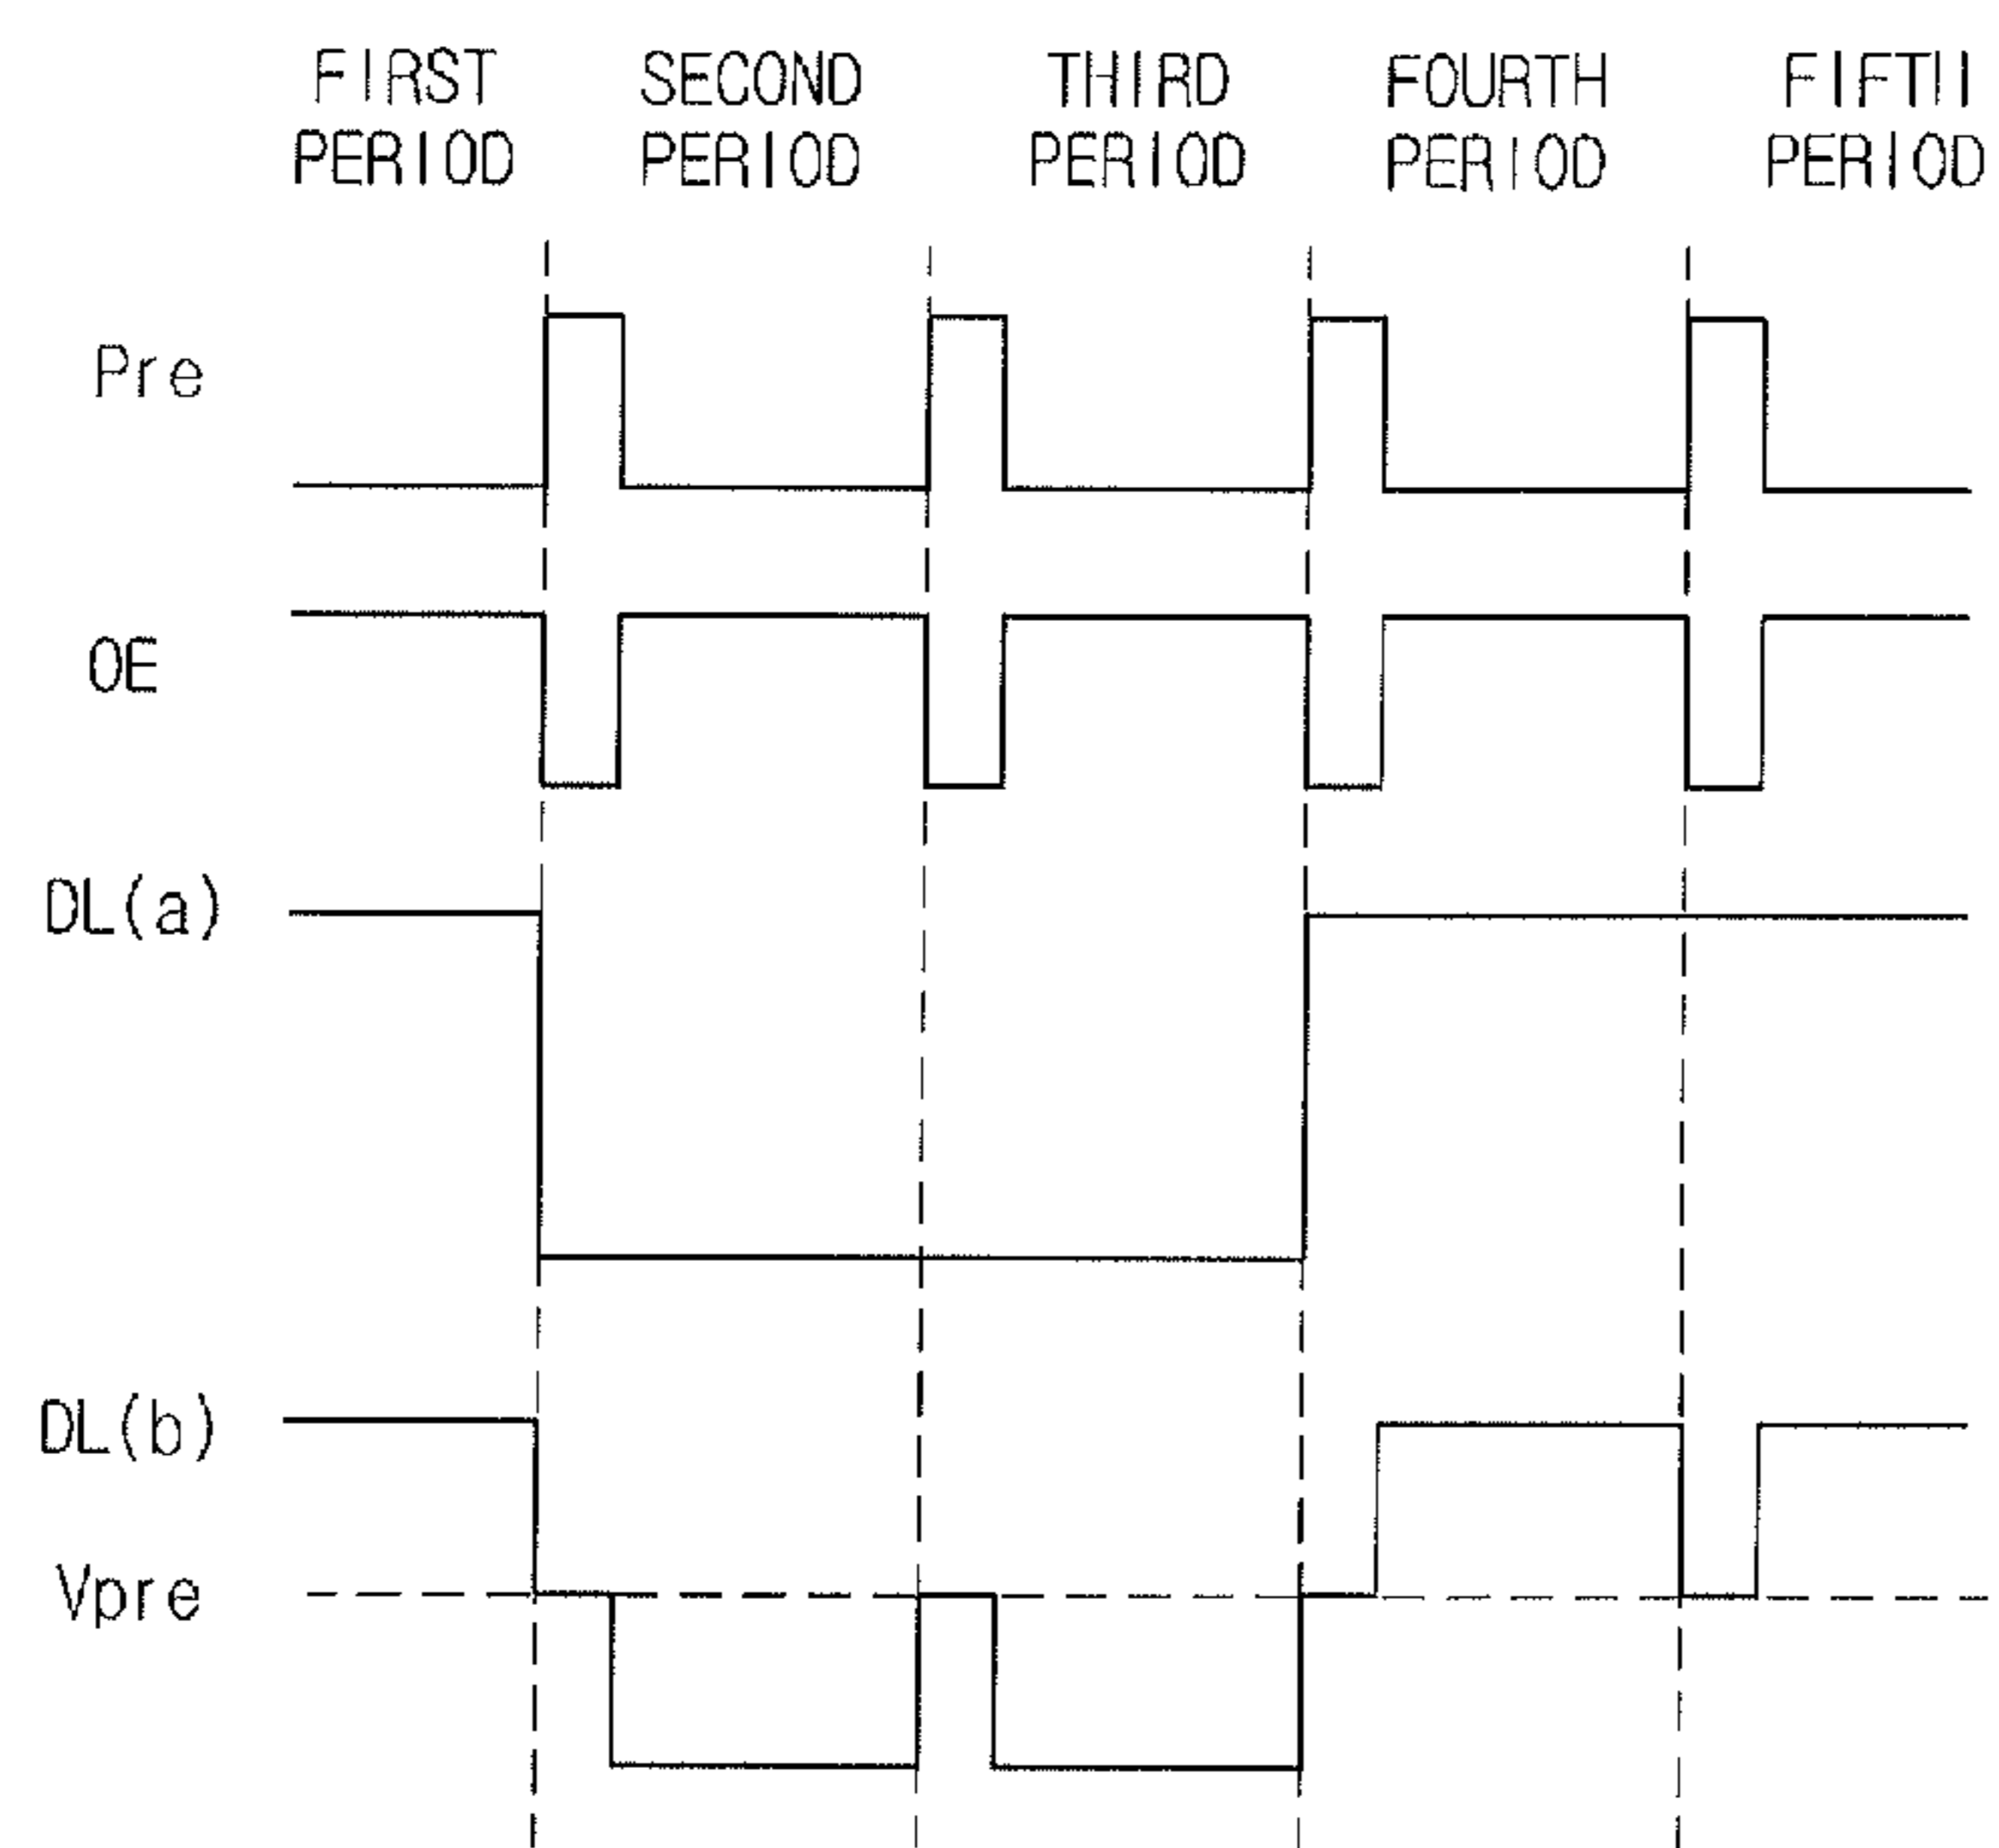 FIRST PERIOD
SECOND PERIOD
THIRD PERIOD
FOURTH PERIOD
FIFTH PERIOD
Pre
OE
DL(a)
DL(b)
Vpre